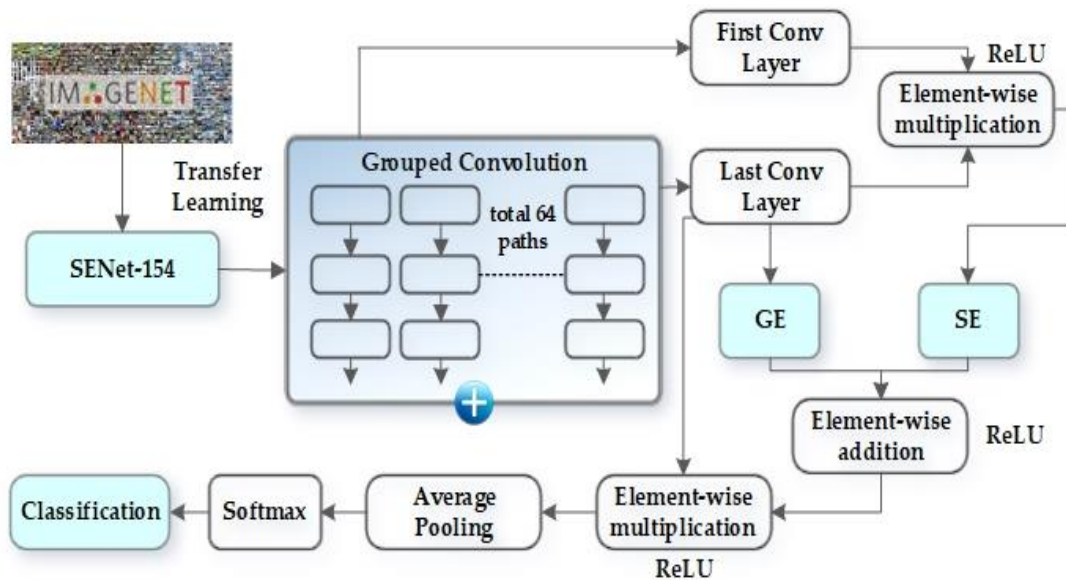 IMAGENET
Transfer
Learning
SENet-154
Grouped Convolution
total 64
paths
First Conv
Layer
ReLU
Element-wise
multiplication
Last Conv
Layer
GE
SE
Element-wise
addition
ReLU
Classification
Softmax
Average
Pooling
Element-wise
multiplication
ReLU